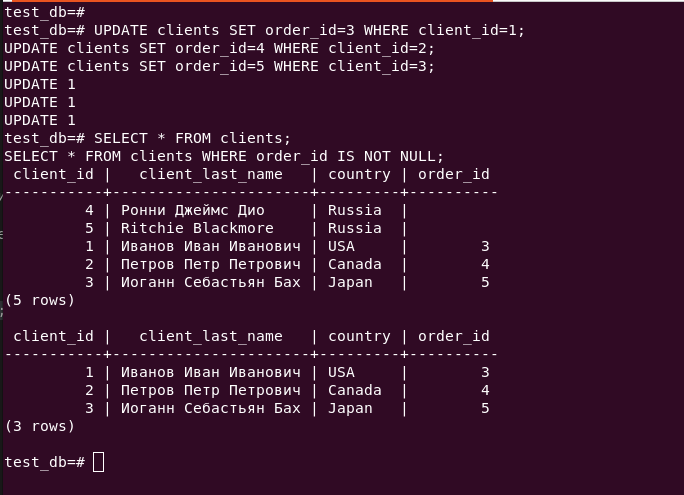 test_db=#
test_db=# UPDATE clients SET order_id=3 WHERE client_id=1;
UPDATE clients SET order_id=4 WHERE client_id=2;
UPDATE clients SET order_id=5 WHERE client_id=3;
UPDATE 1
UPDATE 1
UPDATE 1
test_db=# SELECT * FROM clients;
SELECT * FROM clients WHERE order_id IS NOT NULL;
 client_id |   client_last_name   | country | order_id
-----------+----------------------+---------+----------
         4 | Ронни Джеймс Дио     | Russia  |
         5 | Ritchie Blackmore    | Russia  |
         1 | Иванов Иван Иванович | USA     |        3
         2 | Петров Петр Петрович | Canada  |        4
         3 | Иоганн Себастьян Бах | Japan   |        5
(5 rows)

 client_id |   client_last_name   | country | order_id
-----------+----------------------+---------+----------
         1 | Иванов Иван Иванович | USA     |        3
         2 | Петров Петр Петрович | Canada  |        4
         3 | Иоганн Себастьян Бах | Japan   |        5
(3 rows)

test_db=#